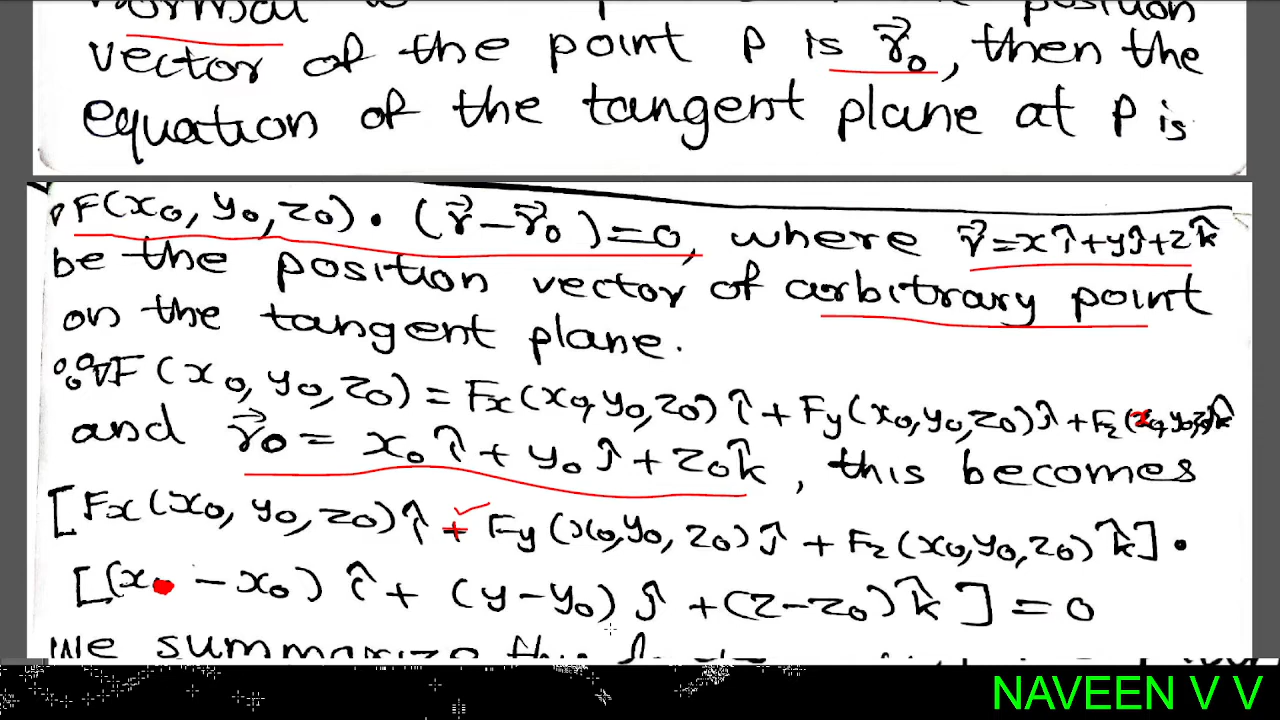 normal
position
vector of the point P is r⃗₀, then the
equation of the tangent plane at P is
∇F(x₀, y₀, z₀) · (r⃗ − r⃗₀) = 0, where r⃗ = xî + yĵ + zk̂
be the position vector of arbitrary point
on the tangent plane.
∵ ∇F (x₀, y₀, z₀) = Fx(x₀, y₀, z₀) î + Fy(x₀, y₀, z₀) ĵ + Fz(x₀, y₀, z₀) k̂
and r⃗₀ = x₀ î + y₀ ĵ + z₀ k̂, this becomes
[Fx(x₀, y₀, z₀) î + Fy(x₀, y₀, z₀) ĵ + Fz(x₀, y₀, z₀) k̂] ·
[(x − x₀) î + (y − y₀) ĵ + (z − z₀) k̂] = 0
We summarize this
NAVEEN V V